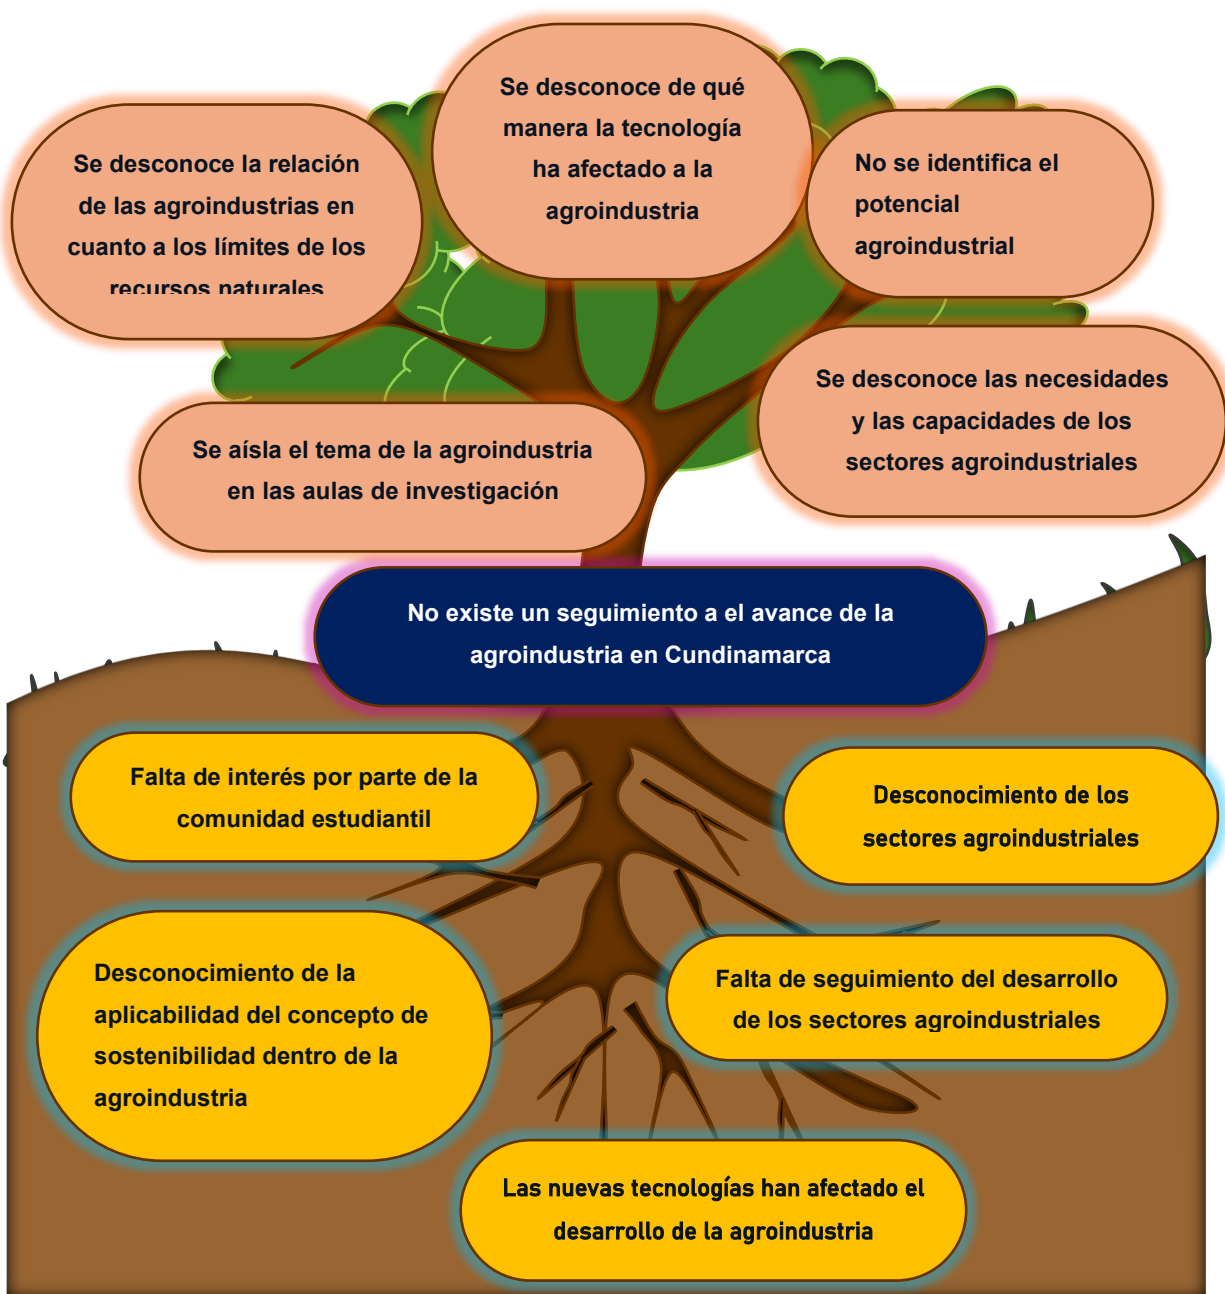 Se desconoce de qué
manera la tecnología
ha afectado a la
agroindustria
Se desconoce la relación
de las agroindustrias en
cuanto a los límites de los
recursos naturales
No se identifica el
potencial
agroindustrial
Se desconoce las necesidades
y las capacidades de los
sectores agroindustriales
Se aísla el tema de la agroindustria
en las aulas de investigación
No existe un seguimiento a el avance de la
agroindustria en Cundinamarca
Falta de interés por parte de la
comunidad estudiantil
Desconocimiento de los
sectores agroindustriales
Desconocimiento de la
aplicabilidad del concepto de
sostenibilidad dentro de la
agroindustria
Falta de seguimiento del desarrollo
de los sectores agroindustriales
Las nuevas tecnologías han afectado el
desarrollo de la agroindustria